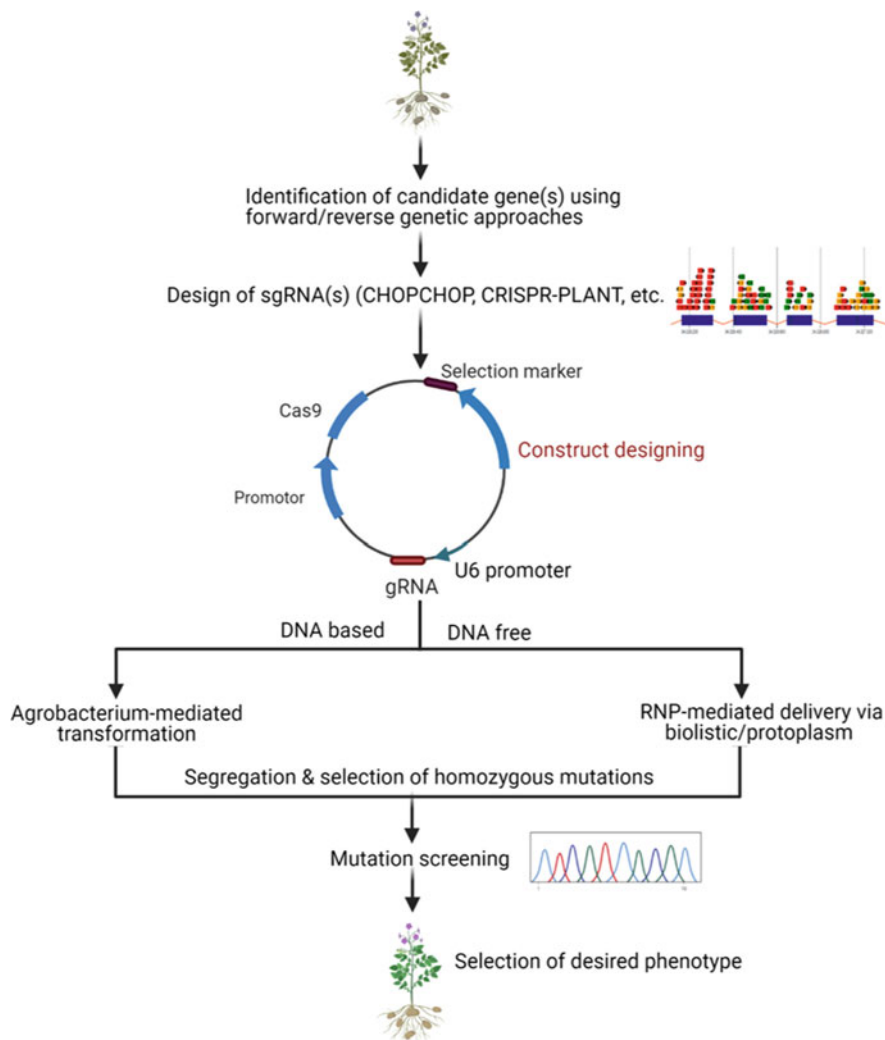 Identification of candidate gene(s) using
forward/reverse genetic approaches
Design of sgRNA(s) (CHOPCHOP, CRISPR-PLANT, etc.
Selection marker
Cas9
Construct designing
Promotor
U6 promoter
gRNA
DNA based
DNA free
Agrobacterium-mediated
transformation
RNP-mediated delivery via
biolistic/protoplasm
Segregation & selection of homozygous mutations
Mutation screening
Selection of desired phenotype